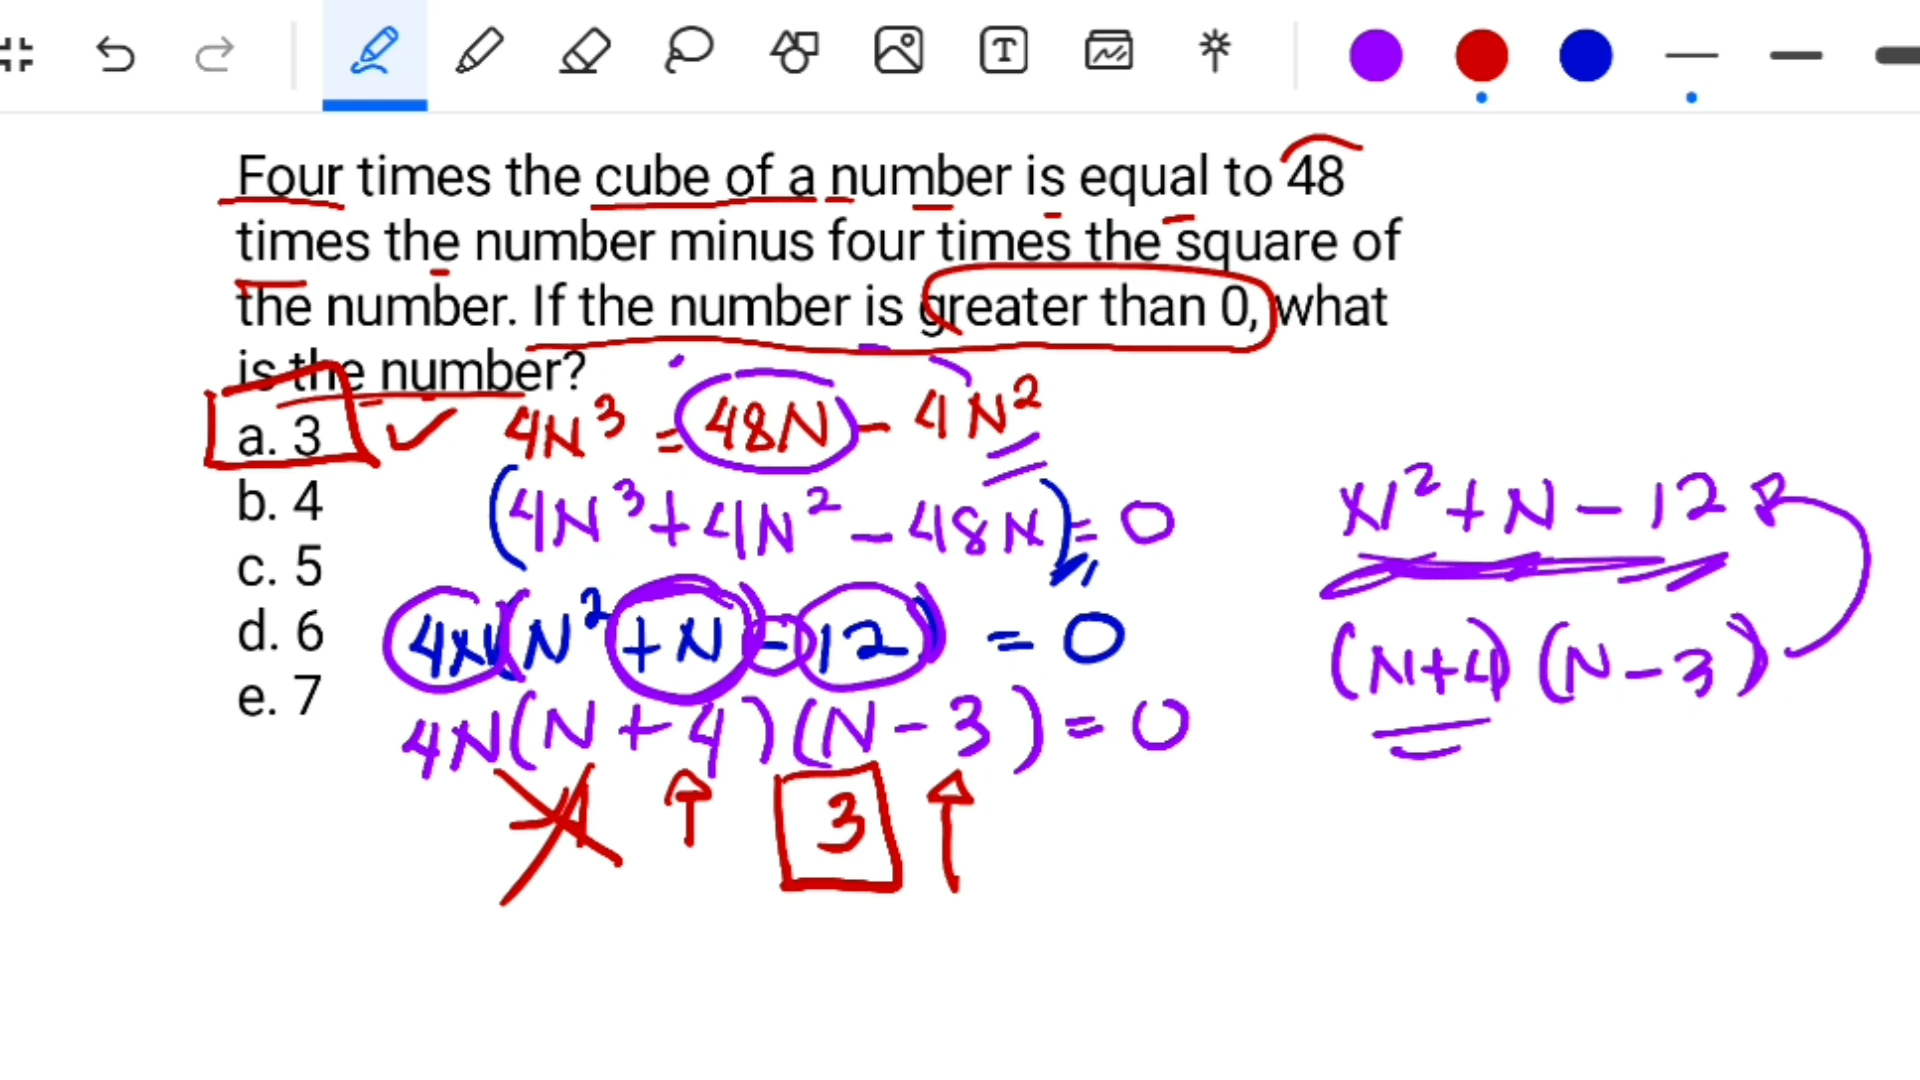 Four times the cube of a number is equal to 48
times the number minus four times the square of
the number. If the number is greater than 0, what
is the number?
a. 3
4N³ = 48N - 4N²
b. 4
(4N³ + 4N² - 48N) = 0
c. 5
d. 6
4N(N² + N - 12) = 0
e. 7
4N(N + 4)(N - 3) = 0
3
N² + N - 12
(N+4)(N-3)
T